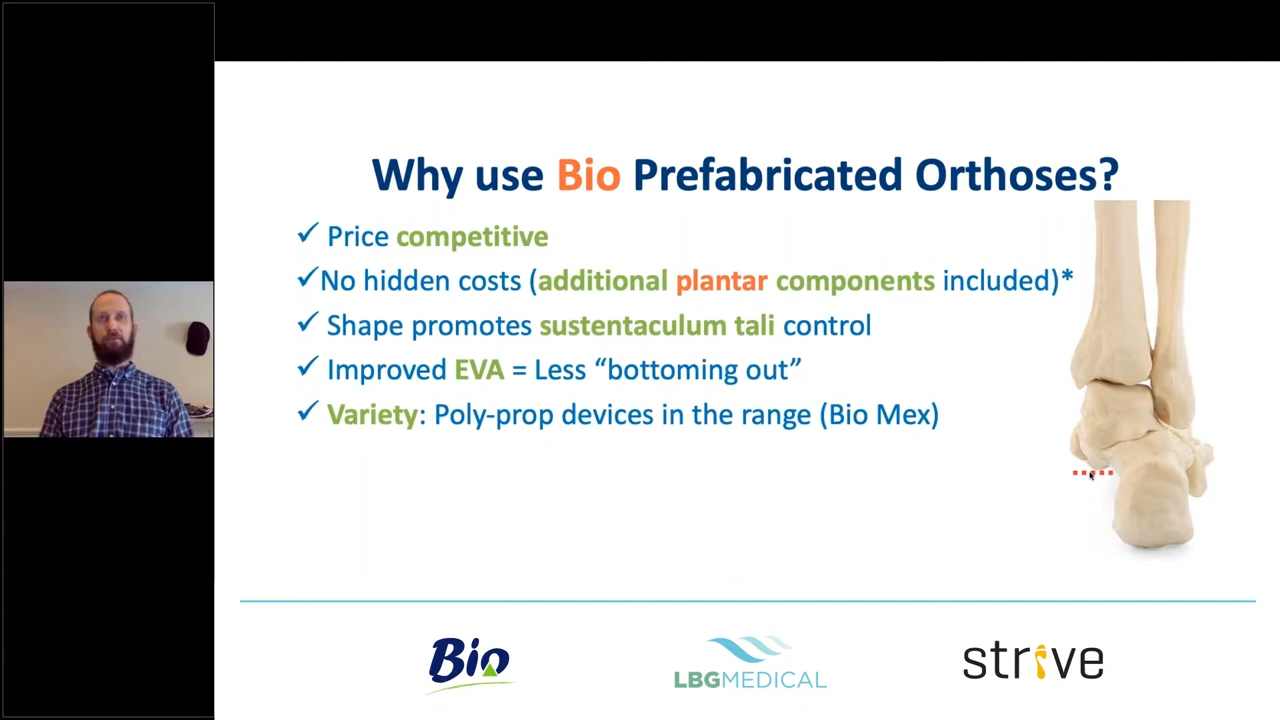 Why use Bio Prefabricated Orthoses?
✓ Price competitive
✓ No hidden costs (additional plantar components included)*
✓ Shape promotes sustentaculum tali control
✓ Improved EVA = Less “bottoming out”
✓ Variety: Poly-prop devices in the range (Bio Mex)
Bio
LBGMEDICAL
strive